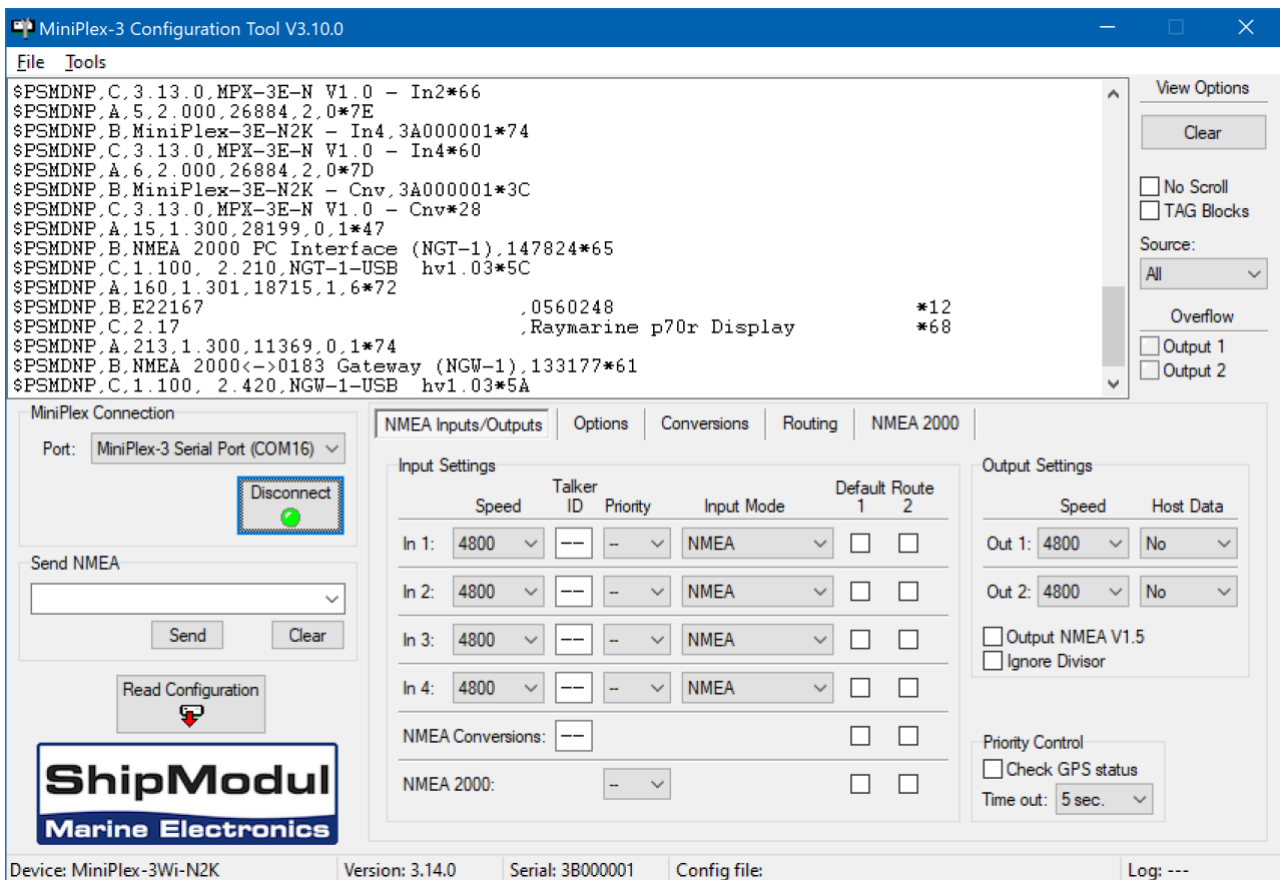 MiniPlex-3 Configuration Tool V3.10.0
File Tools
$PSMDNP,C,3.13.0,MPX-3E-N V1.0 - In2*66
$PSMDNP,A,5,2.000,26884,2,0*7E
$PSMDNP,B,MiniPlex-3E-N2K - In4,3A000001*74
$PSMDNP,C,3.13.0,MPX-3E-N V1.0 - In4*60
$PSMDNP,A,6,2.000,26884,2,0*7D
$PSMDNP,B,MiniPlex-3E-N2K - Cnv,3A000001*3C
$PSMDNP,C,3.13.0,MPX-3E-N V1.0 - Cnv*28
$PSMDNP,A,15,1.300,28199,0,1*47
$PSMDNP,B,NMEA 2000 PC Interface (NGT-1),147824*65
$PSMDNP,C,1.100, 2.210,NGT-1-USB  hv1.03*5C
$PSMDNP,A,160,1.301,18715,1,6*72
$PSMDNP,B,E22167 ,0560248 *12
$PSMDNP,C,2.17 ,Raymarine p70r Display *68
$PSMDNP,A,213,1.300,11369,0,1*74
$PSMDNP,B,NMEA 2000<->0183 Gateway (NGW-1),133177*61
$PSMDNP,C,1.100, 2.420,NGW-1-USB  hv1.03*5A
View Options
Clear
No Scroll
TAG Blocks
Source:
All
Overflow
Output 1
Output 2
MiniPlex Connection
Port: MiniPlex-3 Serial Port (COM16)
Disconnect
Send NMEA
Send Clear
Read Configuration
ShipModul
Marine Electronics
NMEA Inputs/Outputs Options Conversions Routing NMEA 2000
Input Settings
Talker Default Route
Speed ID Priority Input Mode 1 2
In 1: 4800 -- -- NMEA
In 2: 4800 -- -- NMEA
In 3: 4800 -- -- NMEA
In 4: 4800 -- -- NMEA
NMEA Conversions: --
NMEA 2000: --
Output Settings
Speed Host Data
Out 1: 4800 No
Out 2: 4800 No
Output NMEA V1.5
Ignore Divisor
Priority Control
Check GPS status
Time out: 5 sec.
Device: MiniPlex-3Wi-N2K Version: 3.14.0 Serial: 3B000001 Config file: Log: ---